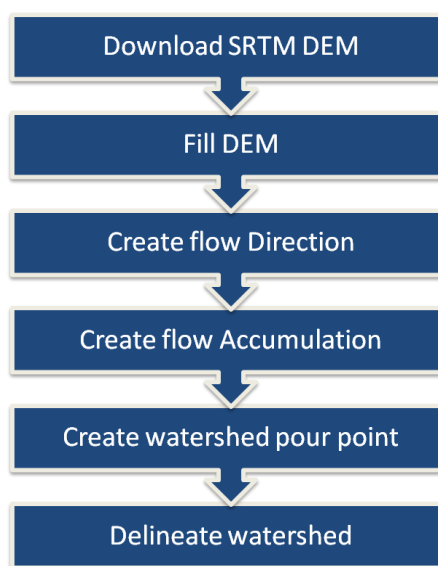 Download SRTM DEM
Fill DEM
Create flow Direction
Create flow Accumulation
Create watershed pour point
Delineate watershed